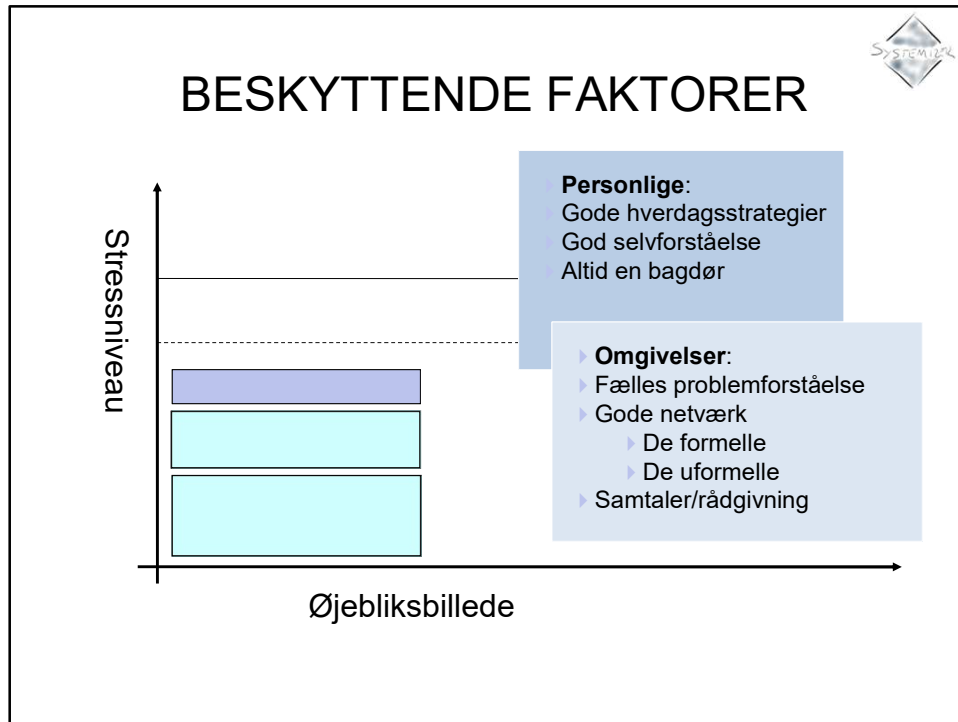 SYSTEMIZER
BESKYTTENDE FAKTORER
Personlige:
Gode hverdagsstrategier
God selvforståelse
Altid en bagdør
Stressniveau
Omgivelser:
Fælles problemforståelse
Gode netværk
De formelle
De uformelle
Samtaler/rådgivning
Øjebliksbillede